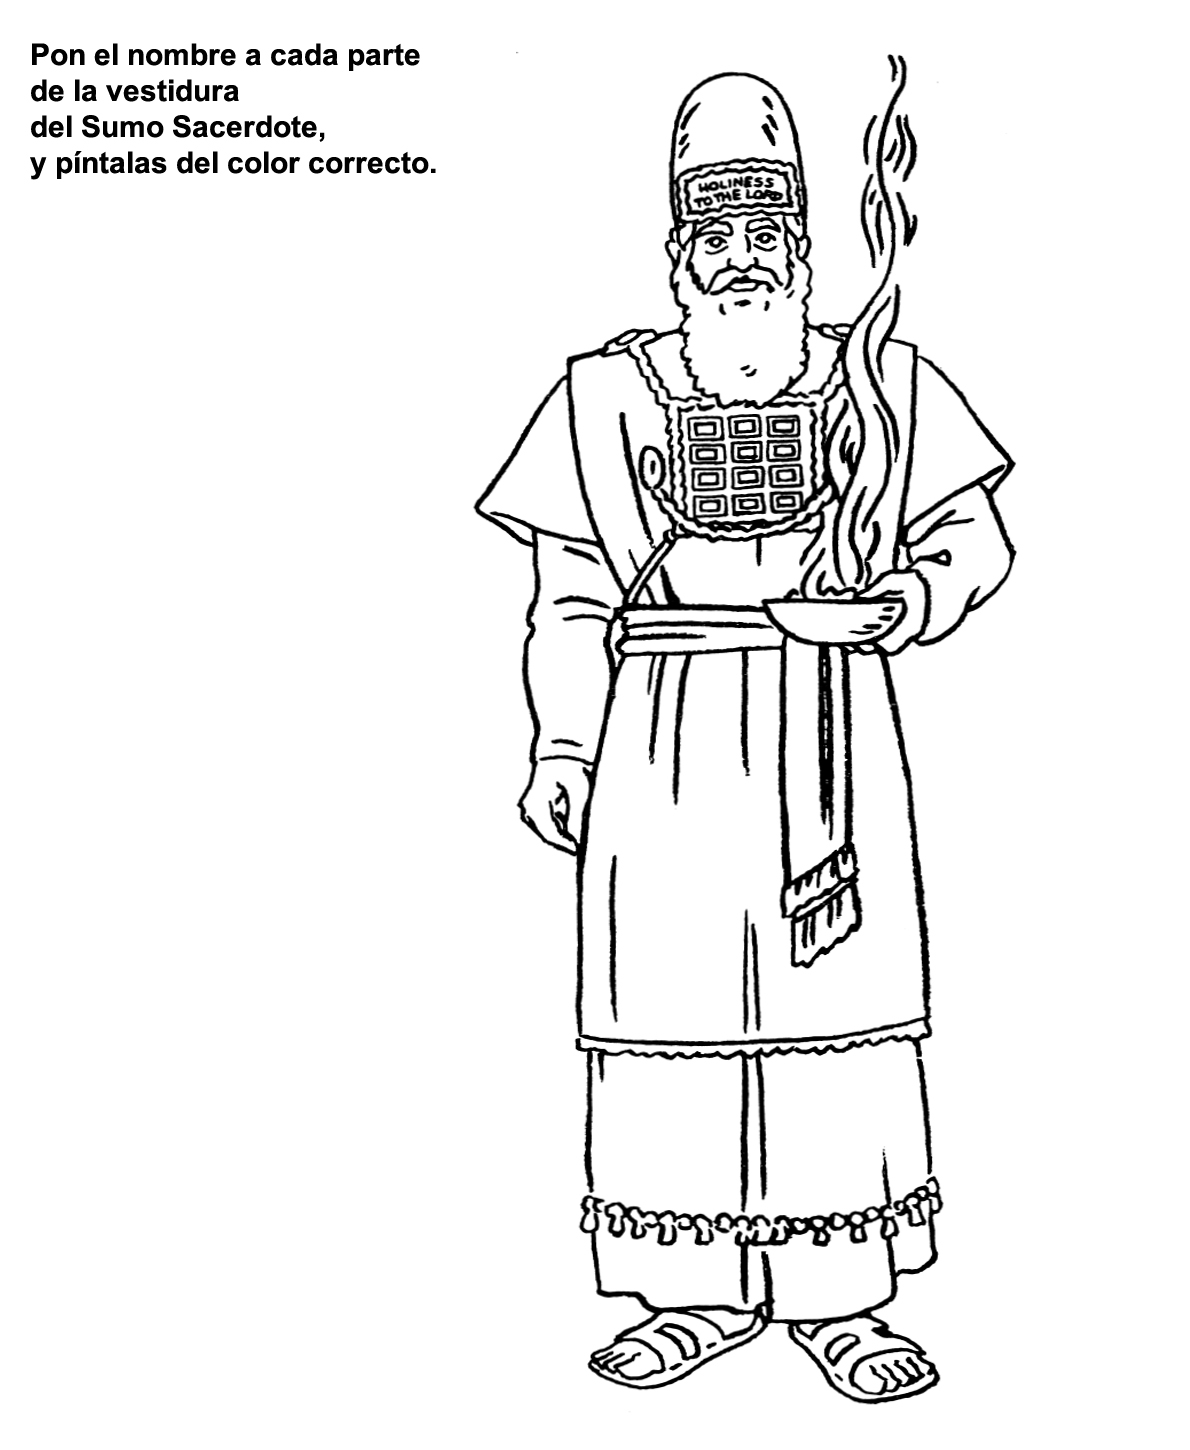 Pon el nombre a cada parte
de la vestidura
del Sumo Sacerdote,
y píntalas del color correcto.
HOLINESS
TO THE LORD